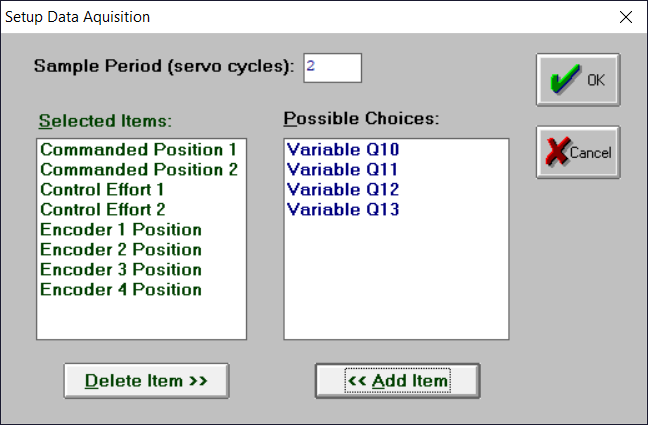 Setup Data Aquisition
Sample Period (servo cycles): 2
OK
Selected Items:
Possible Choices:
Cancel
Commanded Position 1
Commanded Position 2
Control Effort 1
Control Effort 2
Encoder 1 Position
Encoder 2 Position
Encoder 3 Position
Encoder 4 Position
Variable Q10
Variable Q11
Variable Q12
Variable Q13
Delete Item >>
<< Add Item